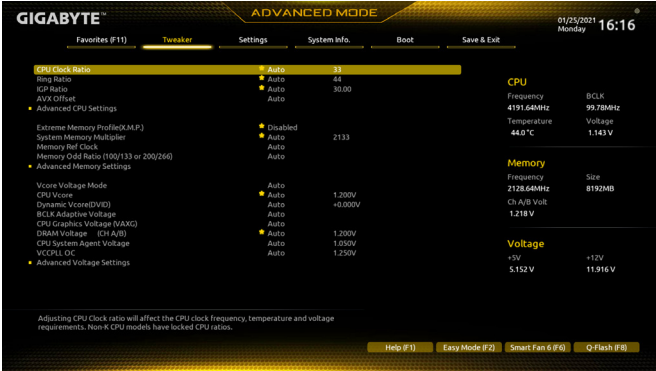 GIGABYTE™
ADVANCED MODE
01/25/2021
Monday
16:16
Favorites (F11) Tweaker Settings System Info. Boot Save & Exit
CPU Clock Ratio Auto 33
Ring Ratio Auto 44
IGP Ratio Auto 30.00
AVX Offset Auto
Advanced CPU Settings
Extreme Memory Profile(X.M.P.) Disabled
System Memory Multiplier Auto 2133
Memory Ref Clock Auto
Memory Odd Ratio (100/133 or 200/266) Auto
Advanced Memory Settings
Vcore Voltage Mode Auto
CPU Vcore Auto 1.200V
Dynamic Vcore(DVID) Auto +0.000V
BCLK Adaptive Voltage Auto
CPU Graphics Voltage (VAXG) Auto
DRAM Voltage (CH A/B) Auto 1.200V
CPU System Agent Voltage Auto 1.050V
VCCPLL OC Auto 1.250V
Advanced Voltage Settings
CPU
Frequency BCLK
4191.64MHz 99.78MHz
Temperature Voltage
44.0 °C 1.143 V
Memory
Frequency Size
2128.64MHz 8192MB
Ch A/B Volt
1.218 V
Voltage
+5V +12V
5.152 V 11.916 V
Adjusting CPU Clock ratio will affect the CPU clock frequency, temperature and voltage
requirements. Non-K CPU models have locked CPU ratios.
Help (F1) Easy Mode (F2) Smart Fan 6 (F6) Q-Flash (F8)